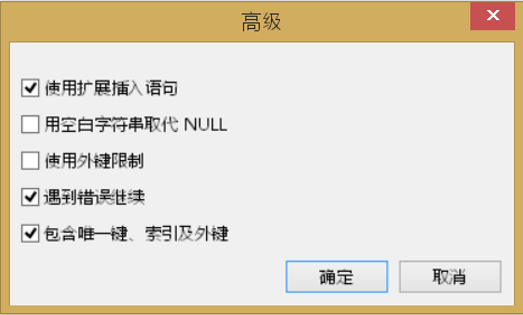 高级
使用扩展插入语句
用空白字符串取代 NULL
使用外键限制
遇到错误继续
包含唯一键、索引及外键
确定 取消